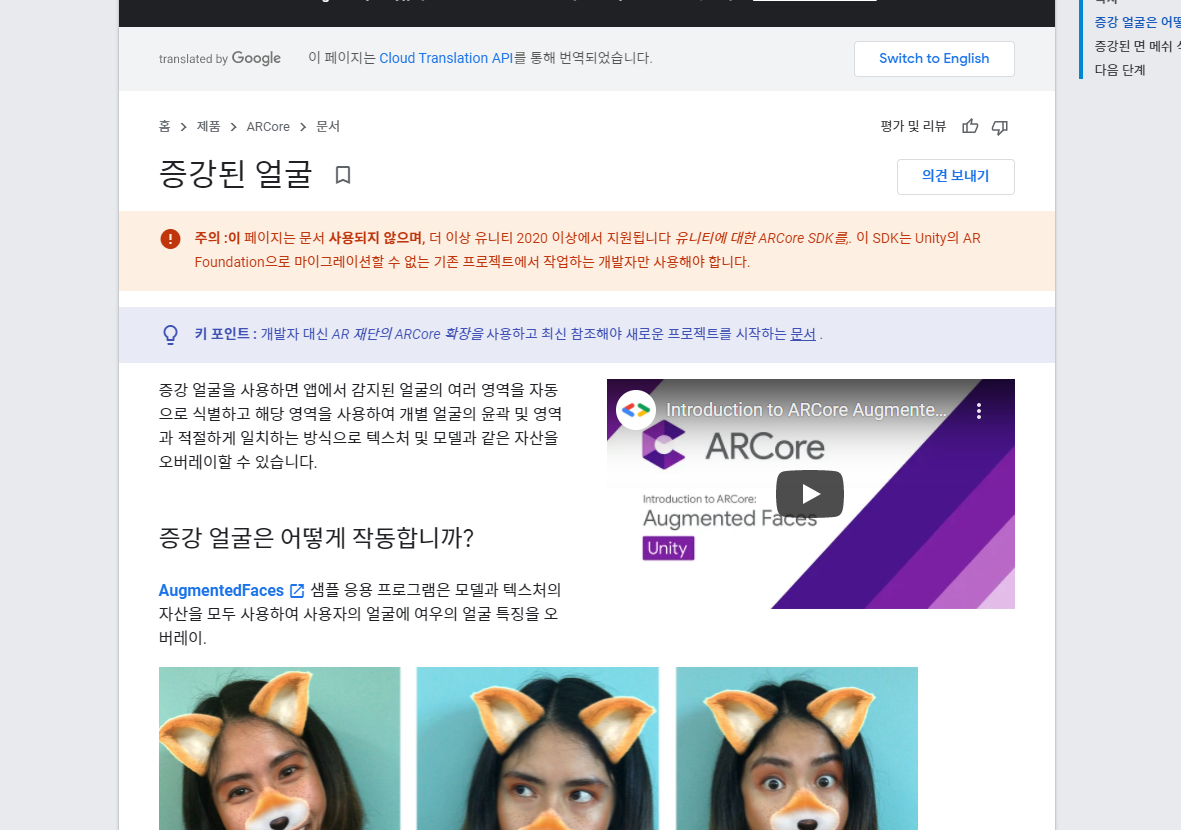 translated by Google
이 페이지는 Cloud Translation API를 통해 번역되었습니다.
Switch to English
홈 > 제품 > ARCore > 문서
평가 및 리뷰
증강된 얼굴
의견 보내기
주의 :이 페이지는 문서 사용되지 않으며, 더 이상 유니티 2020 이상에서 지원됩니다 유니티에 대한 ARCore SDK를,. 이 SDK는 Unity의 AR
Foundation으로 마이그레이션할 수 없는 기존 프로젝트에서 작업하는 개발자만 사용해야 합니다.
키 포인트 : 개발자 대신 AR 재단의 ARCore 확장을 사용하고 최신 참조해야 새로운 프로젝트를 시작하는 문서 .
증강 얼굴을 사용하면 앱에서 감지된 얼굴의 여러 영역을 자동
으로 식별하고 해당 영역을 사용하여 개별 얼굴의 윤곽 및 영역
과 적절하게 일치하는 방식으로 텍스처 및 모델과 같은 자산을
오버레이할 수 있습니다.
Introduction to ARCore Augmente...
ARCore
Introduction to ARCore:
Augmented Faces
Unity
증강 얼굴은 어떻게 작동합니까?
AugmentedFaces 샘플 응용 프로그램은 모델과 텍스처의
자산을 모두 사용하여 사용자의 얼굴에 여우의 얼굴 특징을 오
버레이.
증강 얼굴은 어떻
증강된 면 메쉬
다음 단계